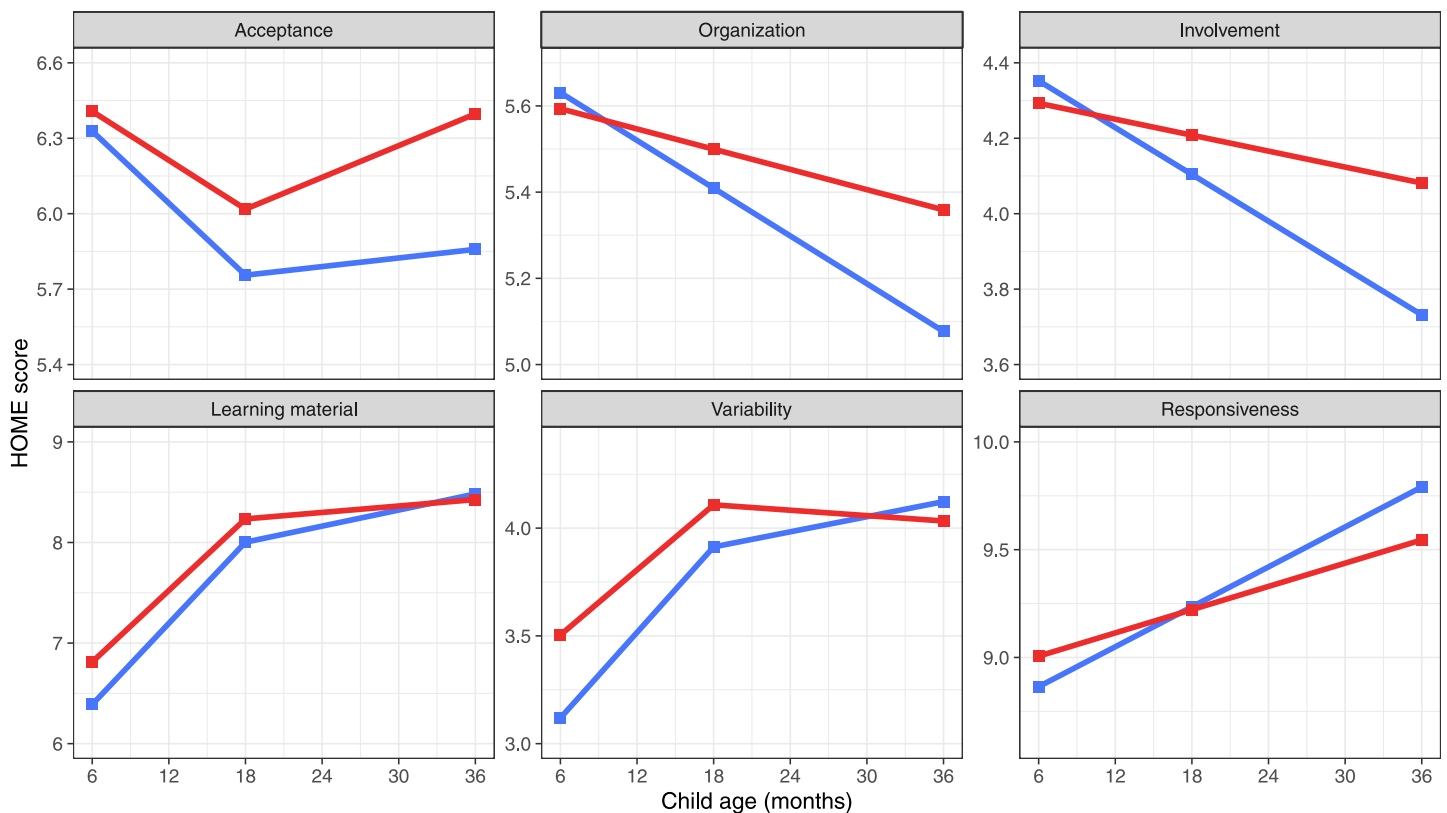 Acceptance
Organization
Involvement
6.6
6.3
6.0
5.7
5.4
5.6
5.4
5.2
5.0
4.4
4.2
4.0
3.8
3.6
HOME score
Learning material
Variability
Responsiveness
9
8
7
6
4.0
3.5
3.0
10.0
9.5
9.0
6 12 18 24 30 36
6 12 18 24 30 36
6 12 18 24 30 36
Child age (months)